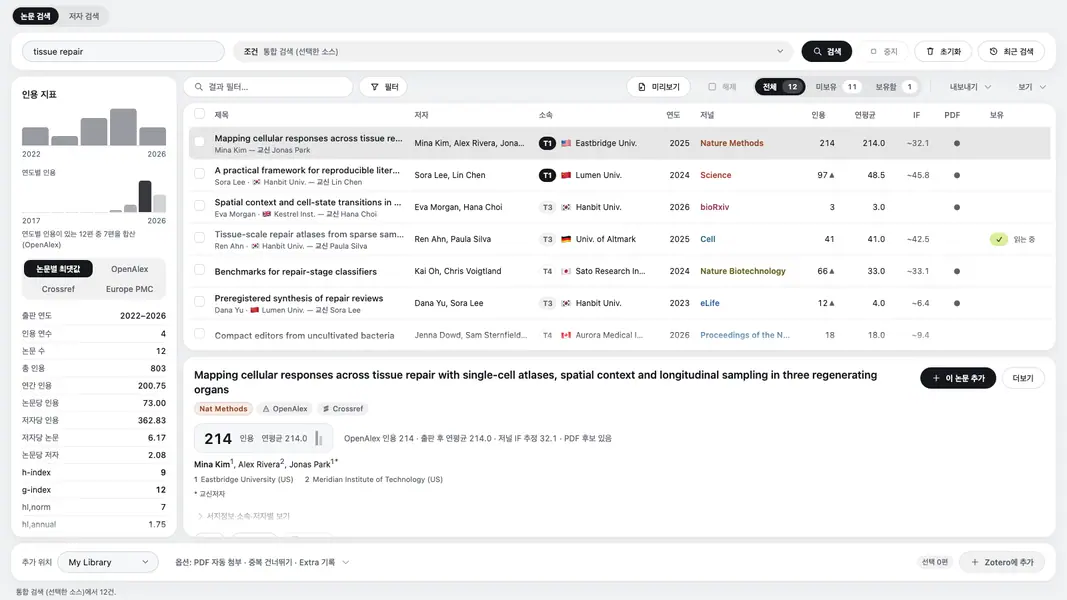 논문 검색 저자 검색
tissue repair 조건 통합 검색 (선택한 소스) 검색 중지 초기화 최근 검색
인용 지표
2022 2026
연도별 인용
2017 2026
연도별 인용이 있는 12편 중 7편을 합산
(OpenAlex)
논문별 최댓값 OpenAlex
Crossref Europe PMC
출판 연도 2022–2026
인용 연수 4
논문 수 12
총 인용 803
연간 인용 200.75
논문당 인용 73.00
저자당 인용 362.83
저자당 논문 6.17
논문당 저자 2.08
h-index 9
g-index 12
hI,norm 7
hI,annual 1.75
결과 필터... 필터 미리보기 해제 전체 12 미보유 11 보유함 1 내보내기 보기
제목 저자 소속 연도 저널 인용 연평균 IF PDF 보유
Mapping cellular responses across tissue re... Mina Kim, Alex Rivera, Jona... T1 Eastbridge Univ. 2025 Nature Methods 214 214.0 ~32.1
Mina Kim — 교신 Jonas Park
A practical framework for reproducible liter... Sora Lee, Lin Chen T1 Lumen Univ. 2024 Science 97▲ 48.5 ~45.8
Sora Lee · Hanbit Univ. — 교신 Lin Chen
Spatial context and cell-state transitions in ... Eva Morgan, Hana Choi T3 Hanbit Univ. 2026 bioRxiv 3 3.0
Eva Morgan · Kestrel Inst. — 교신 Hana Choi
Tissue-scale repair atlases from sparse sam... Ren Ahn, Paula Silva T3 Univ. of Altmark 2025 Cell 41 41.0 ~42.5 읽는 중
Ren Ahn · Hanbit Univ. — 교신 Paula Silva
Benchmarks for repair-stage classifiers Kai Oh, Chris Voigtland T4 Sato Research In... 2024 Nature Biotechnology 66▲ 33.0 ~33.1
Preregistered synthesis of repair reviews Dana Yu, Sora Lee T3 Hanbit Univ. 2023 eLife 12▲ 4.0 ~6.4
Dana Yu · Lumen Univ. — 교신 Sora Lee
Compact editors from uncultivated bacteria Jenna Dowd, Sam Sternfield... T4 Aurora Medical I... 2026 Proceedings of the N... 18 18.0 ~9.4
Mapping cellular responses across tissue repair with single-cell atlases, spatial context and longitudinal sampling in three regenerating
organs
이 논문 추가 더보기
Nat Methods OpenAlex Crossref
214 인용 연평균 214.0 OpenAlex 인용 214 · 출판 후 연평균 214.0 · 저널 IF 추정 32.1 · PDF 후보 있음
Mina Kim1, Alex Rivera2, Jonas Park1*
1 Eastbridge University (US) 2 Meridian Institute of Technology (US)
* 교신저자
서지정보·소속·지자별 보기
추가 위치 My Library 옵션: PDF 자동 첨부 · 중복 건너뛰기 · Extra 기록 선택 0편 Zotero에 추가
통합 검색 (선택한 소스)에서 12건.